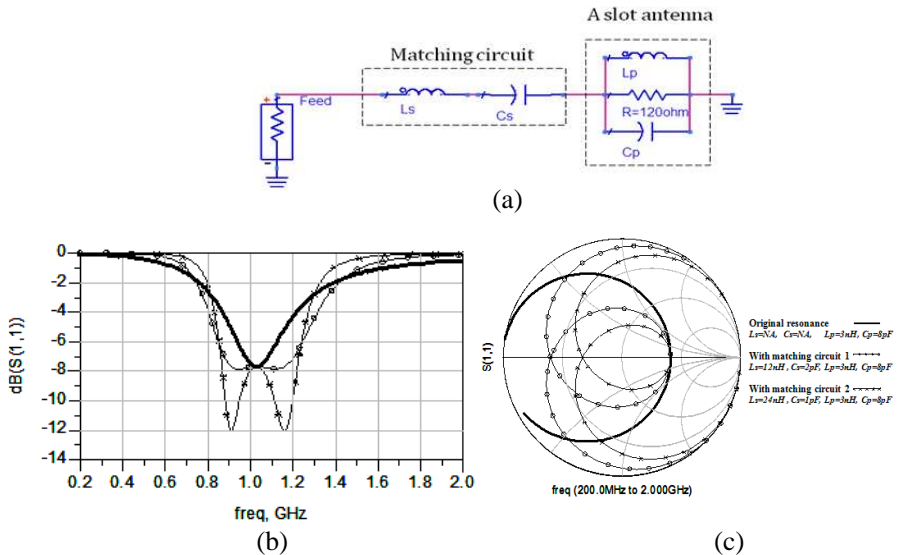 A slot antenna
Matching circuit
Feed
Ls
Cs
Lp
R=120ohm
Cp
+
-
(a)
dB(S(1,1))
0
-2
-4
-6
-8
-10
-12
-14
0.2 0.4 0.6 0.8 1.0 1.2 1.4 1.6 1.8 2.0
freq, GHz
(b)
S(1,1)
freq (200.0MHz to 2.000GHz)
Original resonance
Ls=NA, Cs=NA, Lp=3nH, Cp=8pF
With matching circuit 1
Ls=12nH, Cs=2pF, Lp=3nH, Cp=8pF
With matching circuit 2
Ls=24nH, Cs=1pF, Lp=3nH, Cp=8pF
(c)